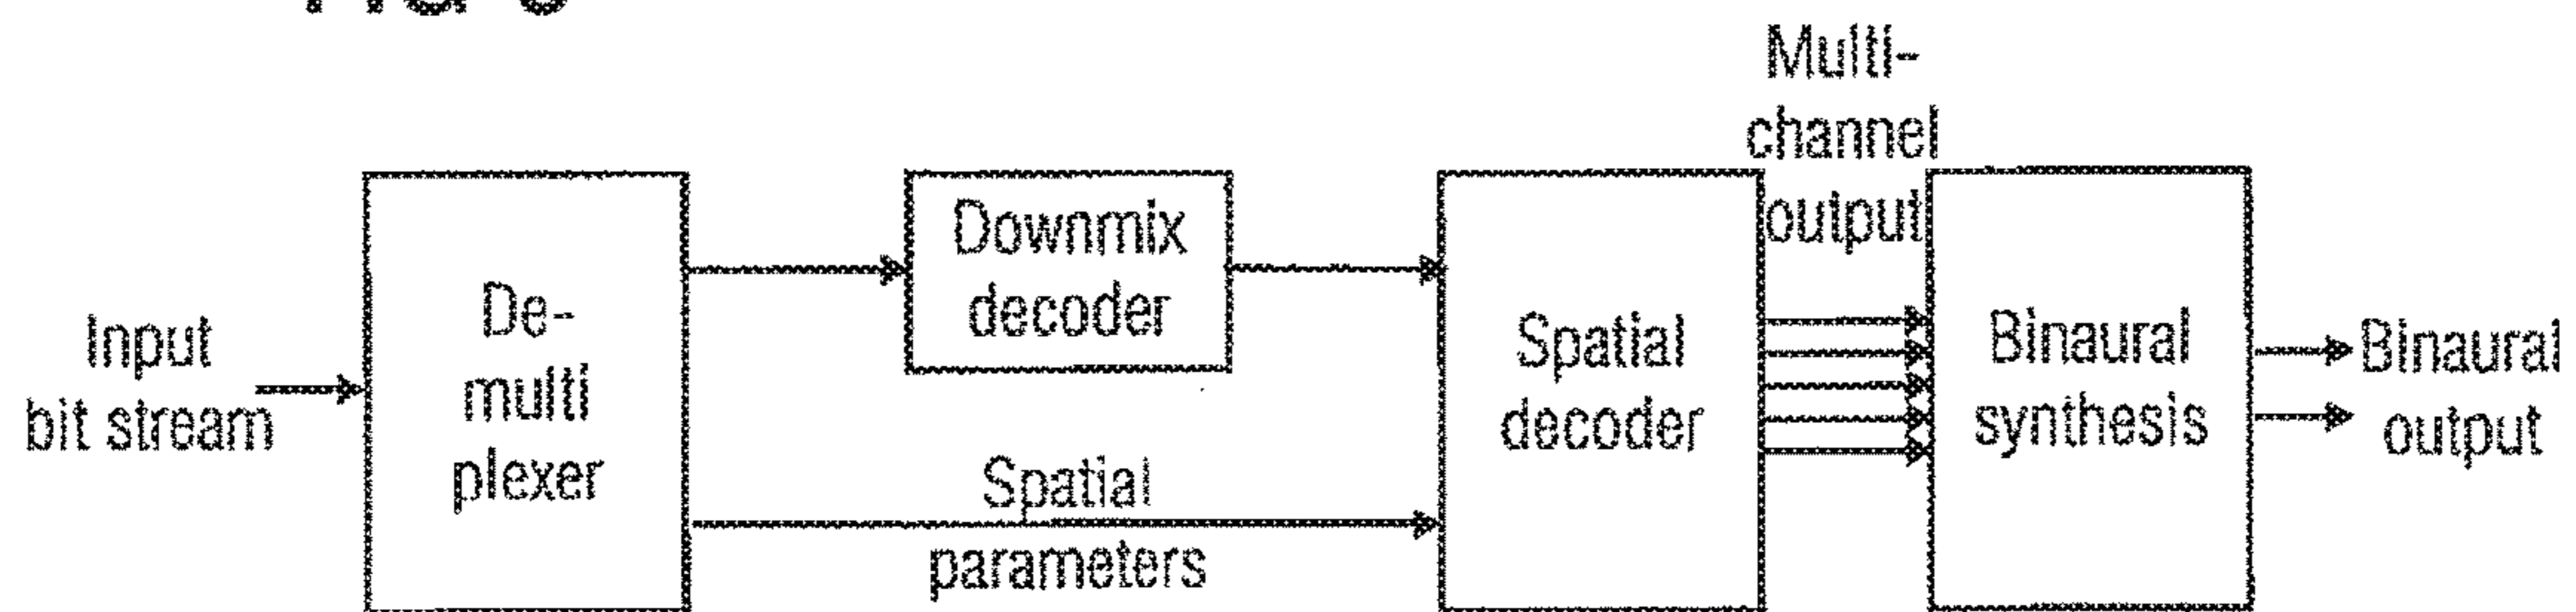 Input
bit stream
De-
multi
plexer
Downmix
decoder
Spatial
parameters
Spatial
decoder
Multi-
channel
output
Binaural
synthesis
Binaural
output